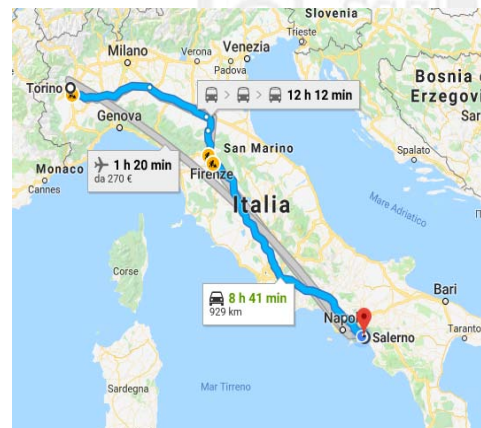 Slovenia
Milano
Verona
Venezia
Trieste
Padova
Torino
Bosnia e
Erzegovi
Sar
> > 12 h 12 min
Genova
San Marino
Spalato
Monaco
Cannes
1 h 20 min
da 270 €
Firenze
Italia
Mare Adriatico
Corse
8 h 41 min
929 km
Bari
Napol
Salerno
Taranto
Sardegna
Mar Tirreno